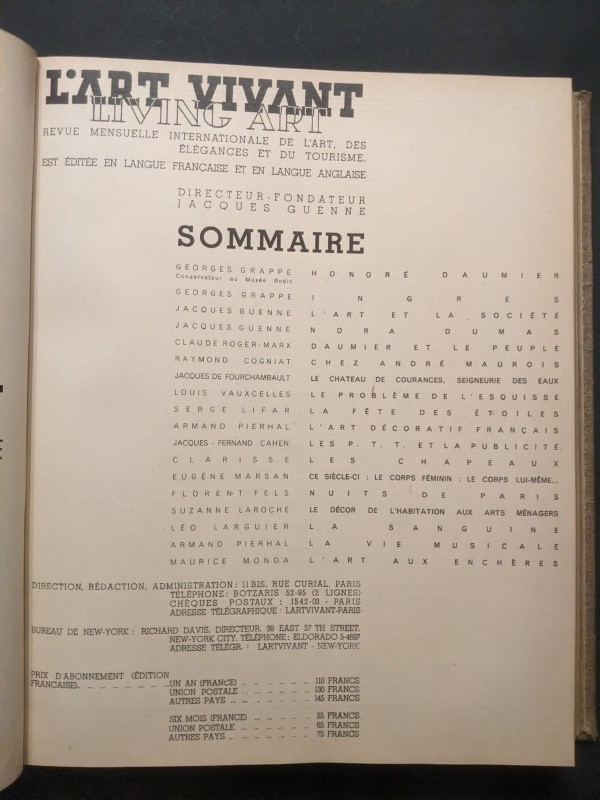 L'ART VIVANT
LIVING ART
REVUE MENSUELLE INTERNATIONALE DE L'ART, DES
ÉLÉGANCES ET DU TOURISME.
EST ÉDITÉE EN LANGUE FRANÇAISE ET EN LANGUE ANGLAISE
DIRECTEUR-FONDATEUR
JACQUES GUENNE
SOMMAIRE
GEORGES GRAPPE HONORÉ DAUMIER
Conservateur au Musée Rodin
GEORGES GRAPPE INGRES
JACQUES GUENNE L'ART ET LA SOCIÉTÉ
JACQUES GUENNE NORA DUMAS
CLAUDE ROGER-MARX DAUMIER ET LE PEUPLE
RAYMOND COGNIAT CHEZ ANDRÉ MAUROIS
JACQUES DE FOURCHAMBAULT LE CHATEAU DE COURANCES, SEIGNEURIE DES EAUX
LOUIS VAUXCELLES LE PROBLÈME DE L'ESQUISSE
SERGE LIFAR LA FÊTE DES ÉTOILES
ARMAND PIERHAL L'ART DÉCORATIF FRANÇAIS
JACQUES-FERNAND CAHEN LES P. T. T. ET LA PUBLICITÉ
CLARISSE LES CHAPEAUX
EUGÈNE MARSAN CE SIÈCLE-CI : LE CORPS FÉMININ : LE CORPS LUI-MÊME...
FLORENT FELS NUITS DE PARIS
SUZANNE LAROCHE LE DÉCOR DE L'HABITATION AUX ARTS MÉNAGERS
LÉO LARGUIER LA SANGUINE
ARMAND PIERHAL LA VIE MUSICALE
MAURICE MONDA L'ART AUX ENCHÈRES
DIRECTION, RÉDACTION, ADMINISTRATION : 11 BIS, RUE CURIAL, PARIS
TÉLÉPHONE: BOTZARIS 52-95 (2 LIGNES)
CHÈQUES POSTAUX : 1542-03 - PARIS
ADRESSE TÉLÉGRAPHIQUE : LARTVIVANT-PARIS
BUREAU DE NEW-YORK : RICHARD DAVIS, DIRECTEUR, 38 EAST 57 TH STREET,
NEW-YORK CITY. TÉLÉPHONE: ELDORADO 5-4697
ADRESSE TÉLÉGR. : LARTVIVANT - NEW-YORK
PRIX D'ABONNEMENT (ÉDITION
FRANÇAISE)................UN AN (FRANCE) .. .. .. .. .. .. 110 FRANCS
UNION POSTALE .. .. .. .. .. .. 130 FRANCS
AUTRES PAYS .. .. .. .. .. .. 145 FRANCS
SIX MOIS (FRANCE) .. .. .. .. .. 55 FRANCS
UNION POSTALE .. .. .. .. .. .. 65 FRANCS
AUTRES PAYS .. .. .. .. .. .. 75 FRANCS